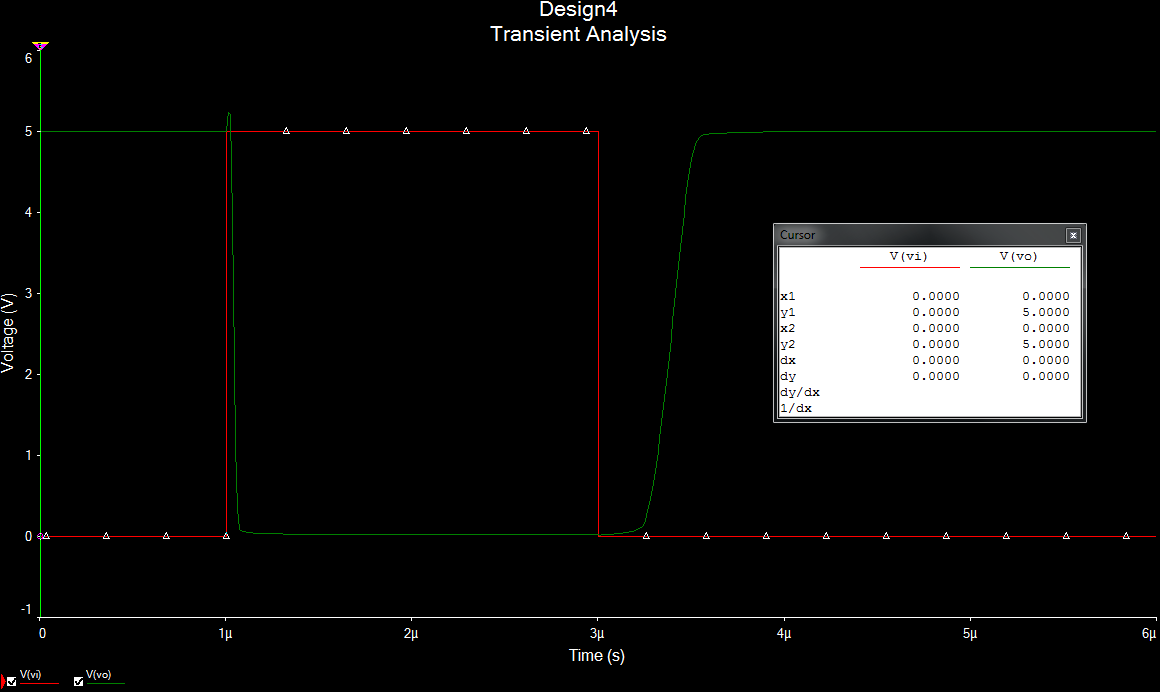 Design4
Transient Analysis
6
5
4
3
2
1
0
-1
Voltage (V)
0 1μ 2μ 3μ 4μ 5μ 6μ
Time (s)
Cursor x
V(vi) V(vo)
x1 0.0000 0.0000
y1 0.0000 5.0000
x2 0.0000 0.0000
y2 0.0000 5.0000
dx 0.0000 0.0000
dy 0.0000 0.0000
dy/dx
1/dx
V(vi) V(vo)